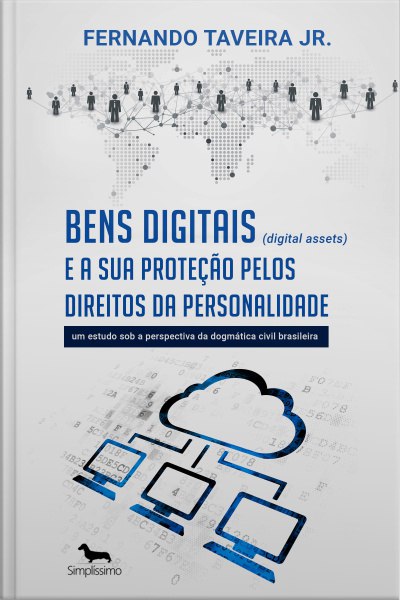 FERNANDO TAVEIRA JR.
BENS DIGITAIS (digital assets)
E A SUA PROTEÇÃO PELOS
DIREITOS DA PERSONALIDADE
um estudo sob a perspectiva da dogmática civil brasileira
Simplíssimo